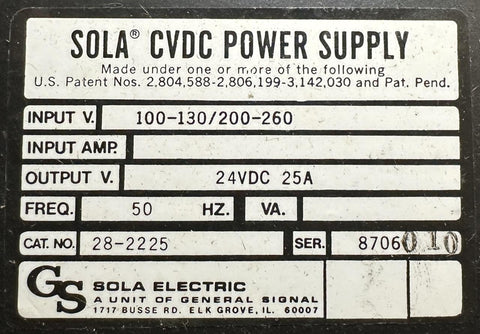 SOLA® CVDC POWER SUPPLY
Made under one or more of the following
U.S. Patent Nos. 2,804,588-2,806,199-3,142,030 and Pat. Pend.
INPUT V. 100-130/200-260
INPUT AMP.
OUTPUT V. 24VDC 25A
FREQ. 50 HZ. VA.
CAT. NO. 28-2225 SER. 8706010
GS SOLA ELECTRIC
A UNIT OF GENERAL SIGNAL
1717 BUSSE RD. ELK GROVE, IL. 60007